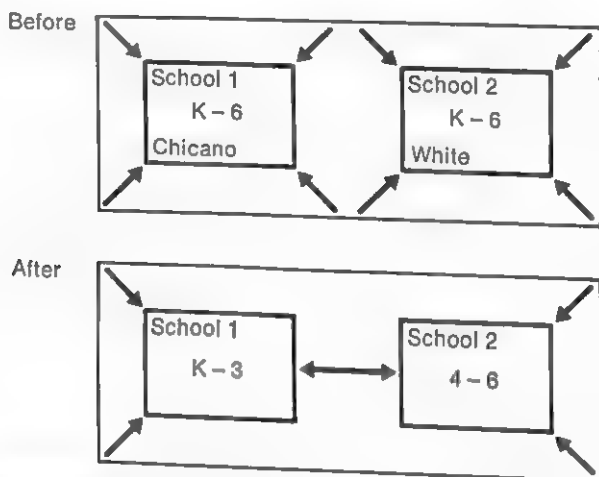 Before
School 1
K – 6
Chicano
School 2
K – 6
White
After
School 1
K – 3
School 2
4 – 6